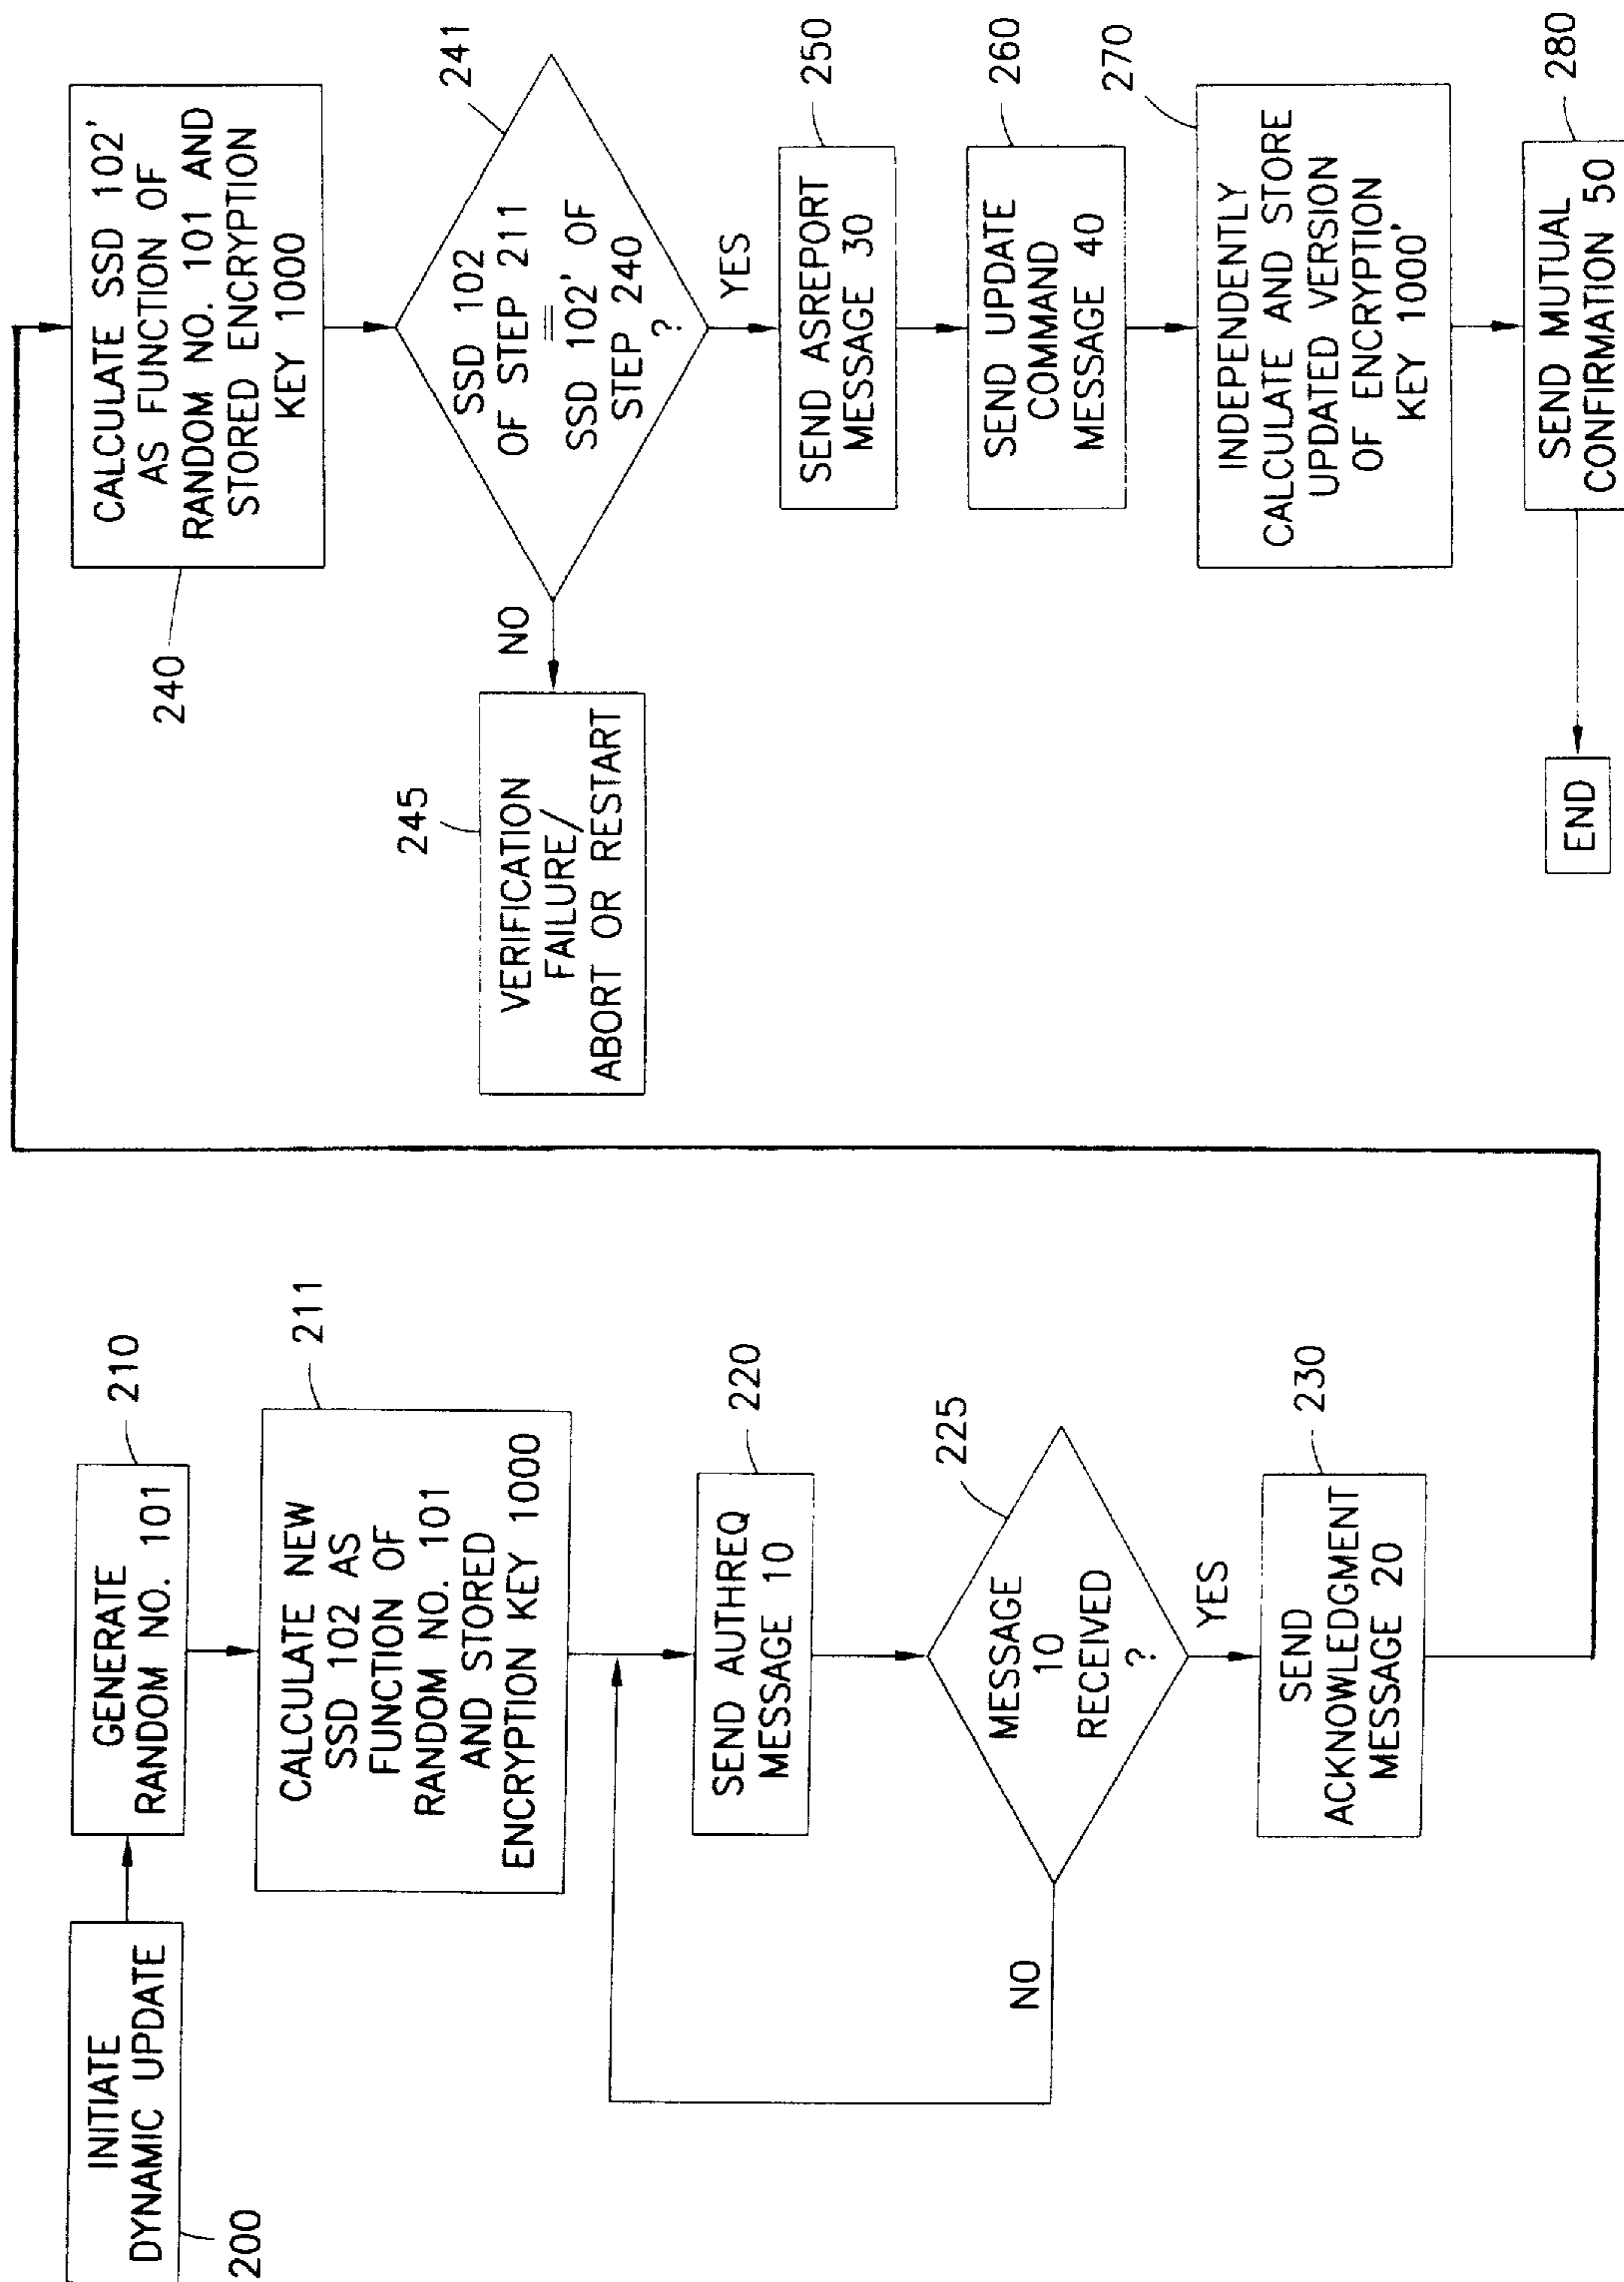 INITIATE
DYNAMIC UPDATE
200
GENERATE
RANDOM NO. 101
210
CALCULATE NEW
SSD 102 AS
FUNCTION OF
RANDOM NO. 101
AND STORED
ENCRYPTION KEY 1000
211
SEND AUTHREQ
MESSAGE 10
220
MESSAGE
10
RECEIVED
?
225
NO
YES
SEND
ACKNOWLEDGMENT
MESSAGE 20
230
CALCULATE SSD 102'
AS FUNCTION OF
RANDOM NO. 101 AND
STORED ENCRYPTION
KEY 1000
240
SSD 102
OF STEP 211
=
SSD 102' OF
STEP 240
?
241
NO
YES
VERIFICATION
FAILURE/
ABORT OR RESTART
245
SEND ASREPORT
MESSAGE 30
250
SEND UPDATE
COMMAND
MESSAGE 40
260
INDEPENDENTLY
CALCULATE AND STORE
UPDATED VERSION
OF ENCRYPTION
KEY 1000'
270
SEND MUTUAL
CONFIRMATION 50
280
END